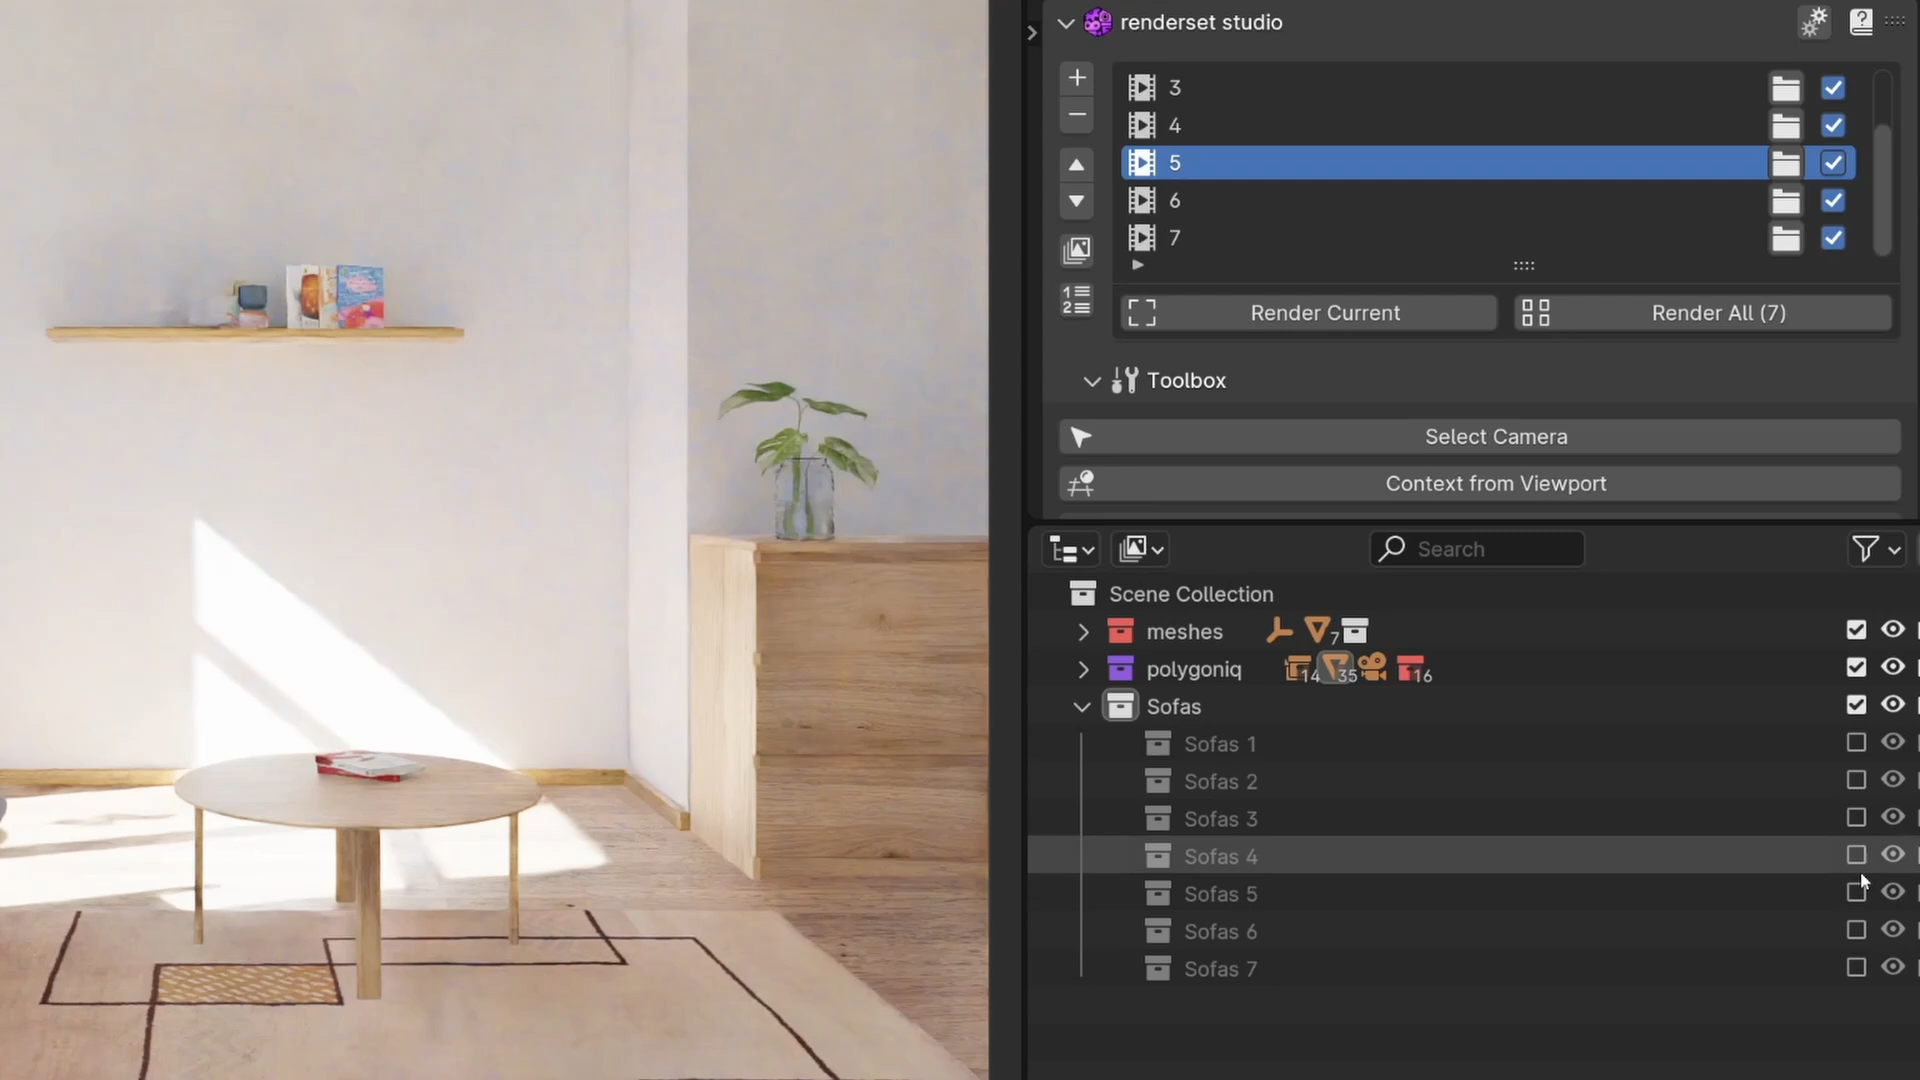 renderset studio
3
4
5
6
7
Render Current
Render All (7)
Toolbox
Select Camera
Context from Viewport
Search
Scene Collection
meshes 7
polygoniq 14 35 16
Sofas
Sofas 1
Sofas 2
Sofas 3
Sofas 4
Sofas 5
Sofas 6
Sofas 7